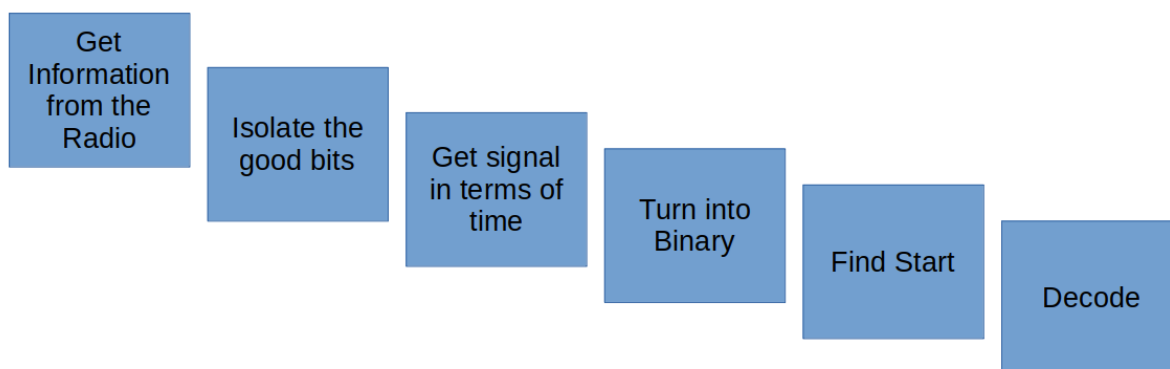 Get
Information
from the
Radio
Isolate the
good bits
Get signal
in terms of
time
Turn into
Binary
Find Start
Decode